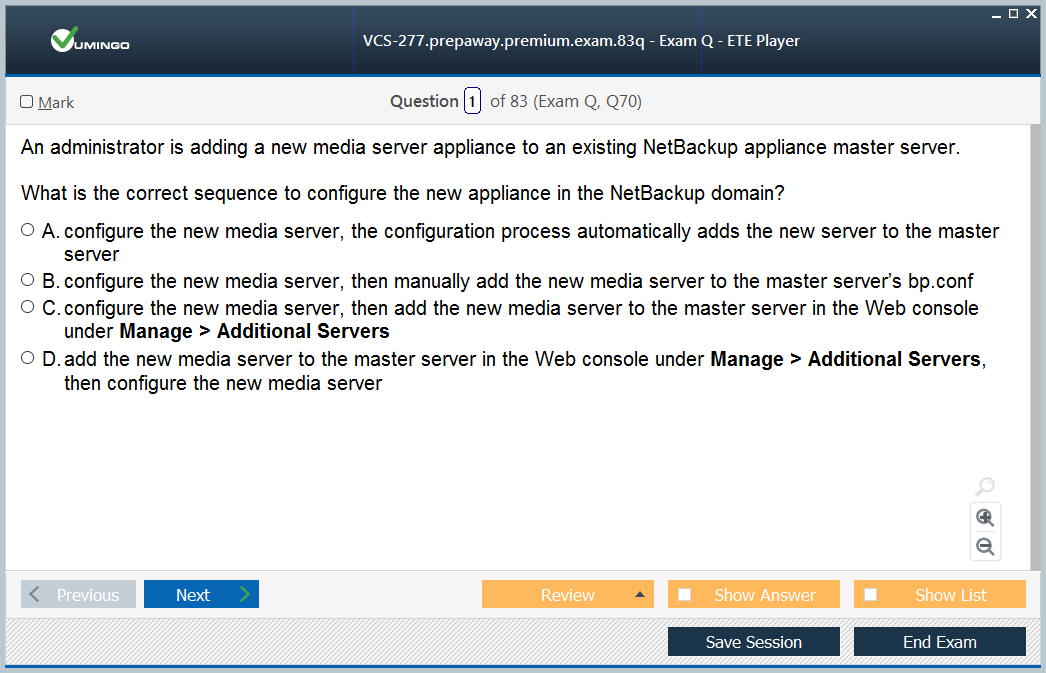 VUMINGO
VCS-277.prepaway.premium.exam.83q - Exam Q - ETE Player
Mark
Question 1 of 83 (Exam Q, Q70)
An administrator is adding a new media server appliance to an existing NetBackup appliance master server.
What is the correct sequence to configure the new appliance in the NetBackup domain?
A. configure the new media server, the configuration process automatically adds the new server to the master
server
B. configure the new media server, then manually add the new media server to the master server’s bp.conf
C. configure the new media server, then add the new media server to the master server in the Web console
under Manage > Additional Servers
D. add the new media server to the master server in the Web console under Manage > Additional Servers,
then configure the new media server
Previous
Next
Review
Show Answer
Show List
Save Session
End Exam